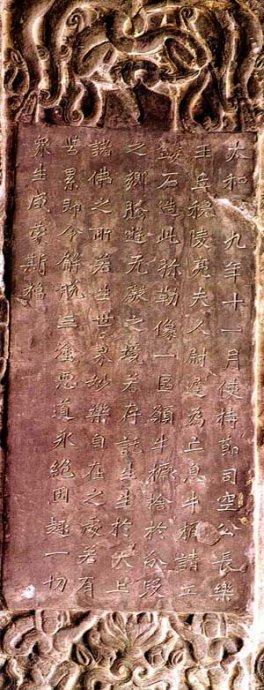 太和十九年十一月使持節司空公長樂
王丘穆陵亮夫人尉遲為亡息牛橛請工
鏤石造此弥勒像一區願牛橛捨於分段
之鄉騰遊无礙之境若存託生生於天上
諸佛之所若生世界妙樂自在之處若有
苦累即令解脫三塗惡道永絕因趣一切
眾生咸蒙斯福